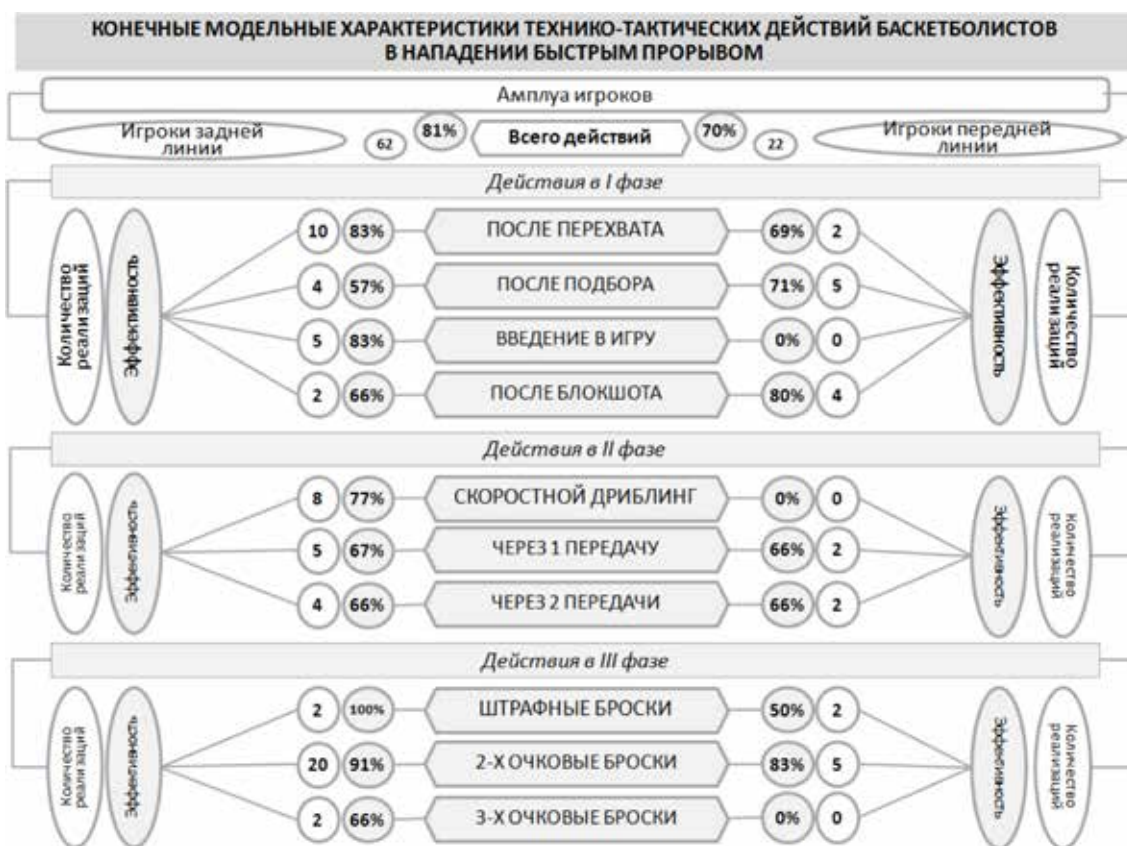 КОНЕЧНЫЕ МОДЕЛЬНЫЕ ХАРАКТЕРИСТИКИ ТЕХНИКО-ТАКТИЧЕСКИХ ДЕЙСТВИЙ БАСКЕТБОЛИСТОВ
В НАПАДЕНИИ БЫСТРЫМ ПРОРЫВОМ
Амплуа игроков
Игроки задней
линии
62
81%
Всего действий
70%
22
Игроки передней
линии
Действия в I фазе
Количество
реализаций
Эффективность
10 83% ПОСЛЕ ПЕРЕХВАТА 69% 2
4 57% ПОСЛЕ ПОДБОРА 71% 5
5 83% ВВЕДЕНИЕ В ИГРУ 0% 0
2 66% ПОСЛЕ БЛОКШОТА 80% 4
Эффективность
Количество
реализаций
Действия в II фазе
Количество
реализаций
Эффективность
8 77% СКОРОСТНОЙ ДРИБЛИНГ 0% 0
5 67% ЧЕРЕЗ 1 ПЕРЕДАЧУ 66% 2
4 66% ЧЕРЕЗ 2 ПЕРЕДАЧИ 66% 2
Эффективность
Количество
реализаций
Действия в III фазе
Количество
реализаций
Эффективность
2 100% ШТРАФНЫЕ БРОСКИ 50% 2
20 91% 2-Х ОЧКОВЫЕ БРОСКИ 83% 5
2 66% 3-Х ОЧКОВЫЕ БРОСКИ 0% 0
Эффективность
Количество
реализаций